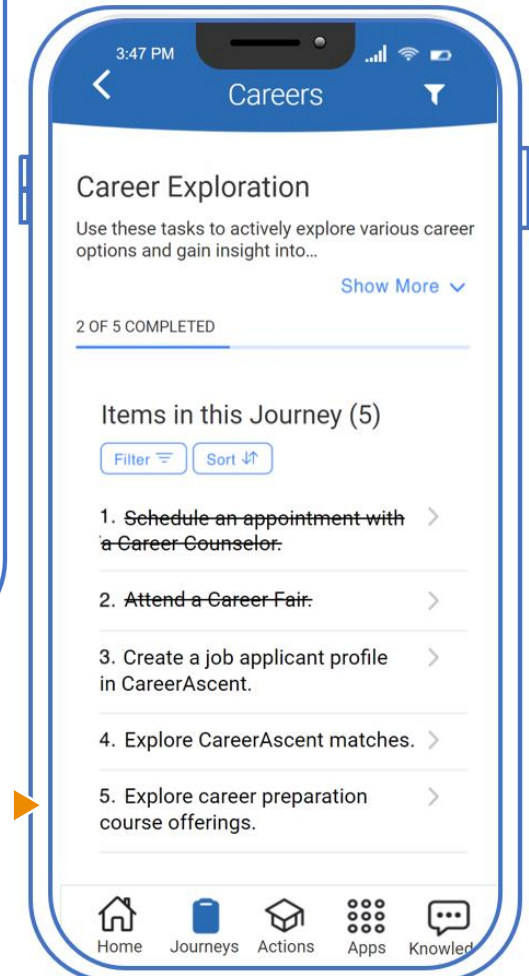 3:47 PM
Careers
Career Exploration
Use these tasks to actively explore various career
options and gain insight into...
Show More
2 OF 5 COMPLETED
Items in this Journey (5)
Filter
Sort
1. Schedule an appointment with
a Career Counselor.
2. Attend a Career Fair.
3. Create a job applicant profile
in CareerAscent.
4. Explore CareerAscent matches.
5. Explore career preparation
course offerings.
Home Journeys Actions Apps Knowled